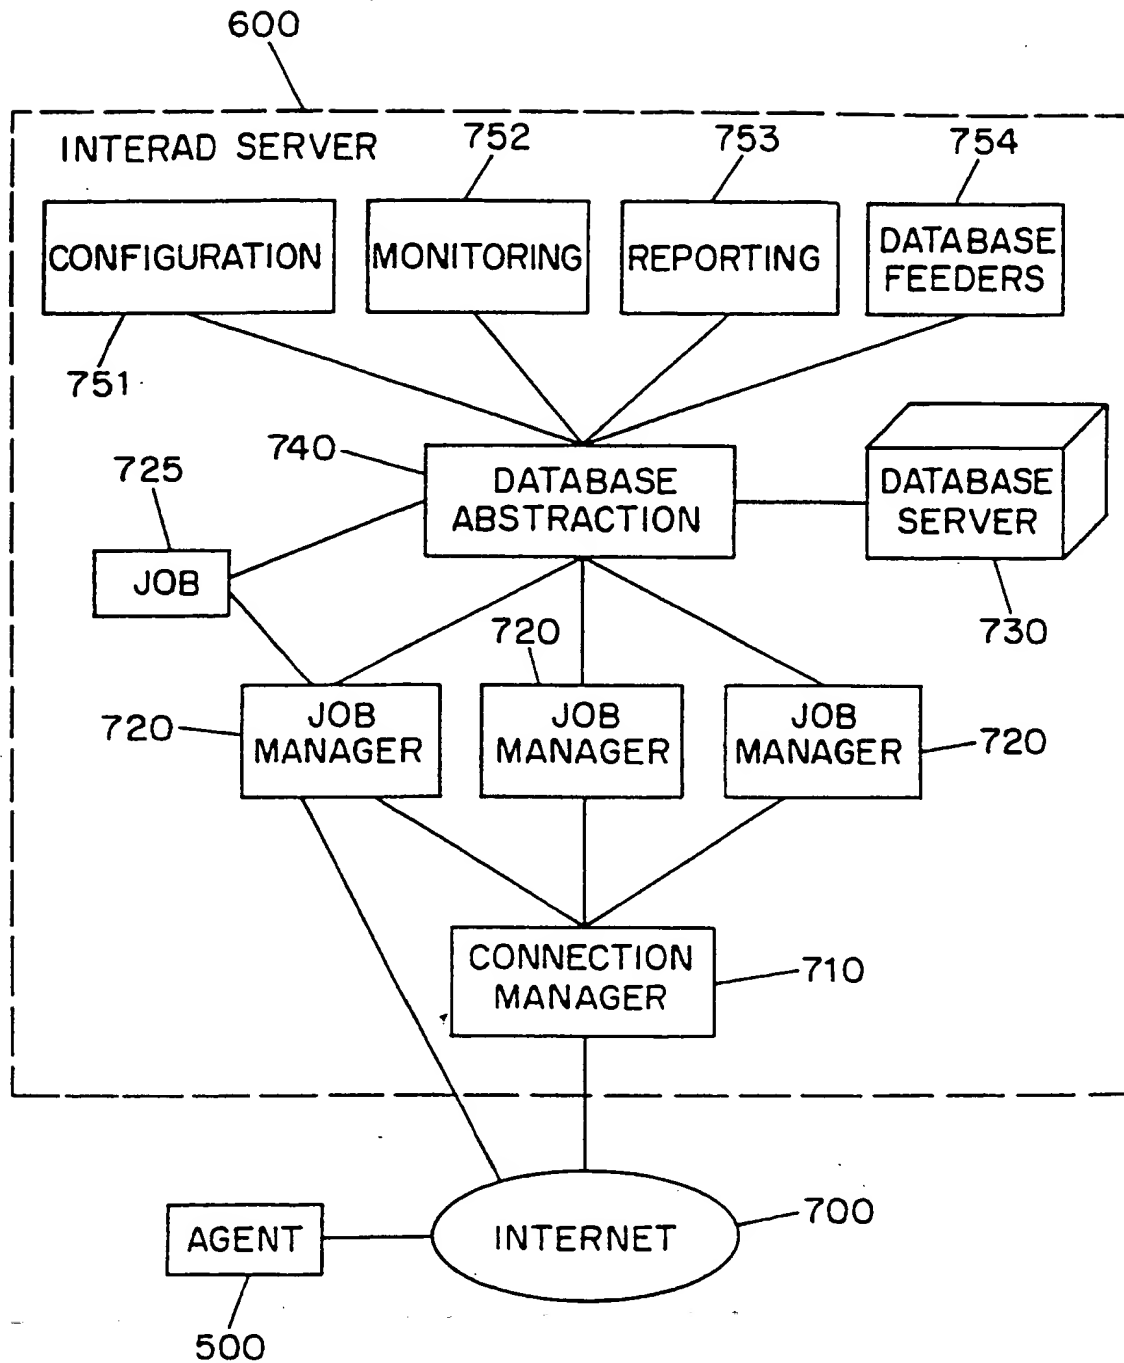 600
INTERAD SERVER
752
753
754
CONFIGURATION
MONITORING
REPORTING
DATABASE
FEEDERS
751
740
725
DATABASE
ABSTRACTION
DATABASE
SERVER
JOB
730
720
720
JOB
MANAGER
JOB
MANAGER
JOB
MANAGER
720
CONNECTION
MANAGER
710
700
AGENT
INTERNET
500